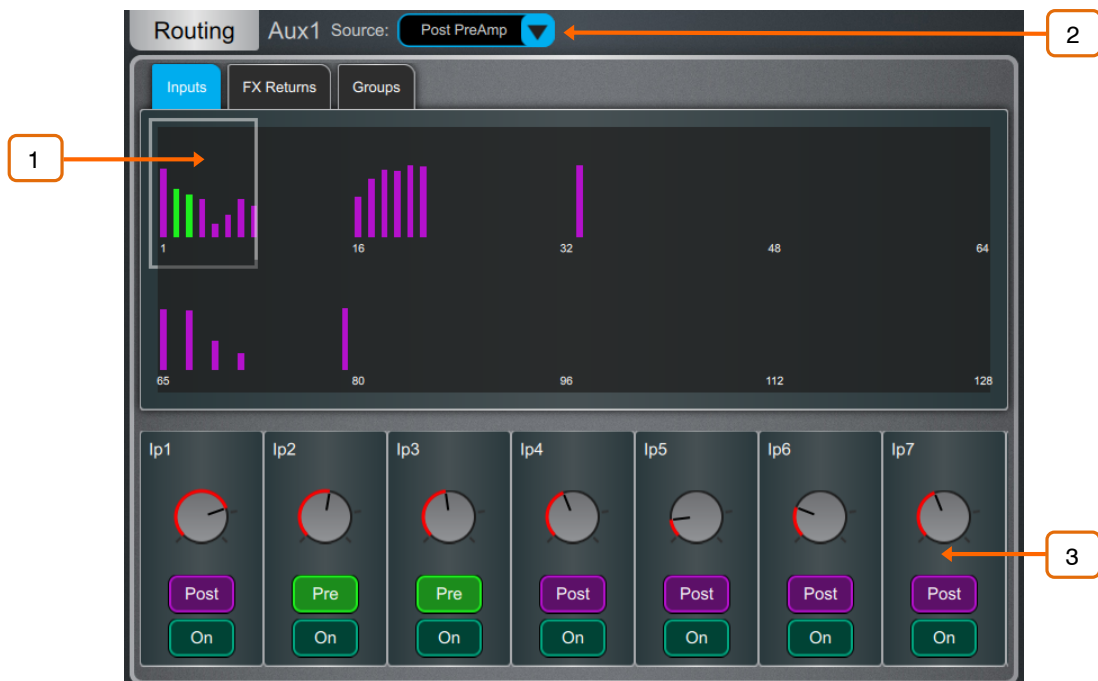 Routing Aux1 Source: Post PreAmp
2
Inputs FX Returns Groups
1
1 16 32 48 64
65 80 96 112 128
Ip1 Ip2 Ip3 Ip4 Ip5 Ip6 Ip7
3
Post Pre Pre Post Post Post Post
On On On On On On On